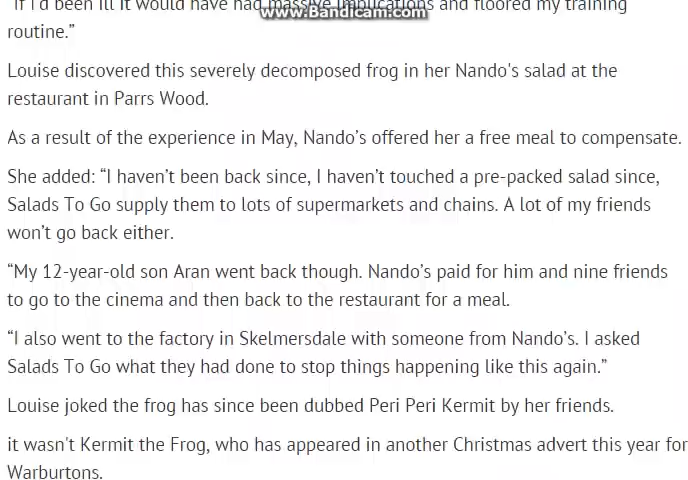 "If I'd been ill it would have had massive implications and floored my training
www.Bandicam.com
routine.”
Louise discovered this severely decomposed frog in her Nando's salad at the
restaurant in Parrs Wood.
As a result of the experience in May, Nando’s offered her a free meal to compensate.
She added: “I haven’t been back since, I haven’t touched a pre-packed salad since,
Salads To Go supply them to lots of supermarkets and chains. A lot of my friends
won’t go back either.
“My 12-year-old son Aran went back though. Nando’s paid for him and nine friends
to go to the cinema and then back to the restaurant for a meal.
“I also went to the factory in Skelmersdale with someone from Nando’s. I asked
Salads To Go what they had done to stop things happening like this again.”
Louise joked the frog has since been dubbed Peri Peri Kermit by her friends.
it wasn't Kermit the Frog, who has appeared in another Christmas advert this year for
Warburtons.